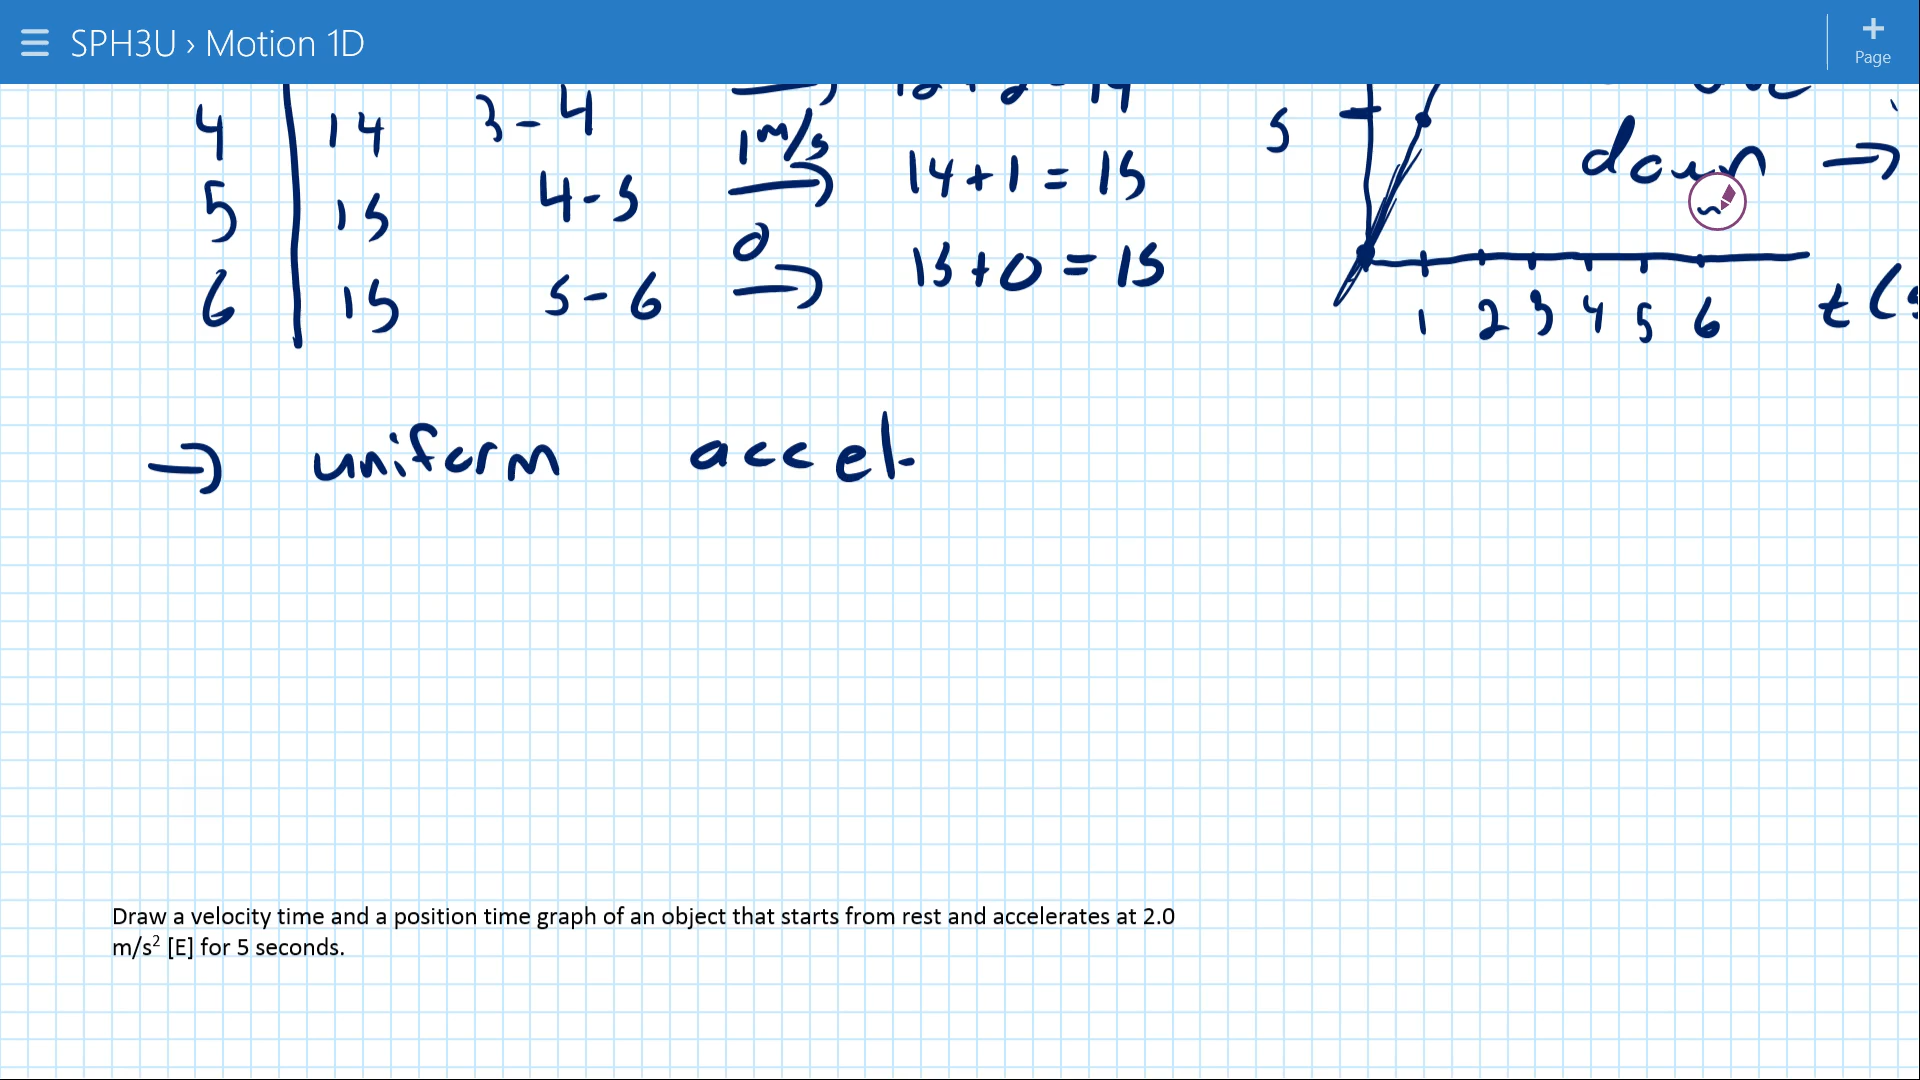 SPH3U › Motion 1D
+
Page
4 14 3-4 1 m/s 14+1=15 5 down →
5 15 4-5 →
6 15 5-6 0 → 15+0=15
1 2 3 4 5 6 t(s
→ uniform accel.
Draw a velocity time and a position time graph of an object that starts from rest and accelerates at 2.0
m/s² [E] for 5 seconds.